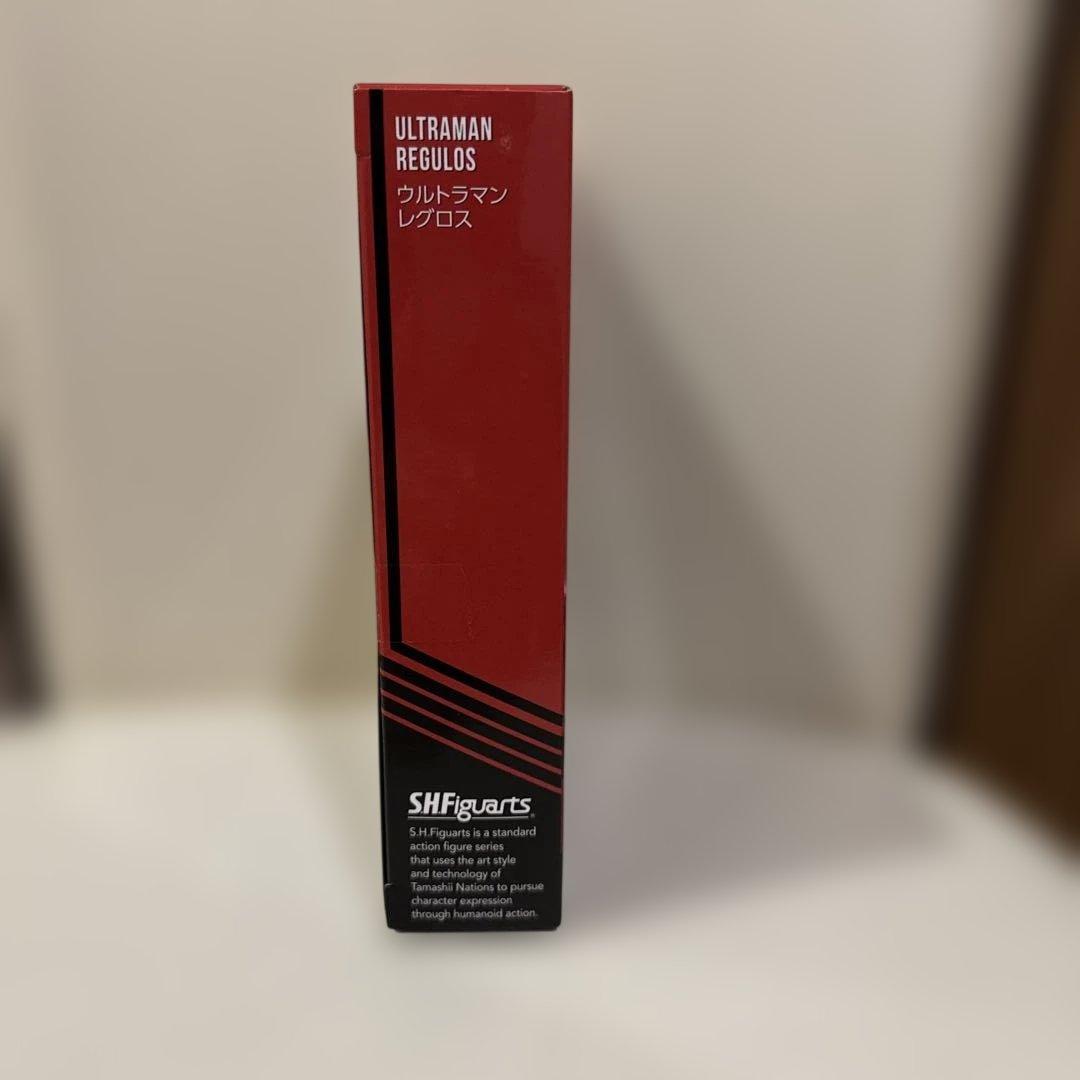 ULTRAMAN
REGULOS
ウルトラマン
レグロス
S.H.Figuarts
S.H.Figuarts is a standard
action figure series
that uses the art style
and technology of
Tamashii Nations to pursue
character expression
through humanoid action.